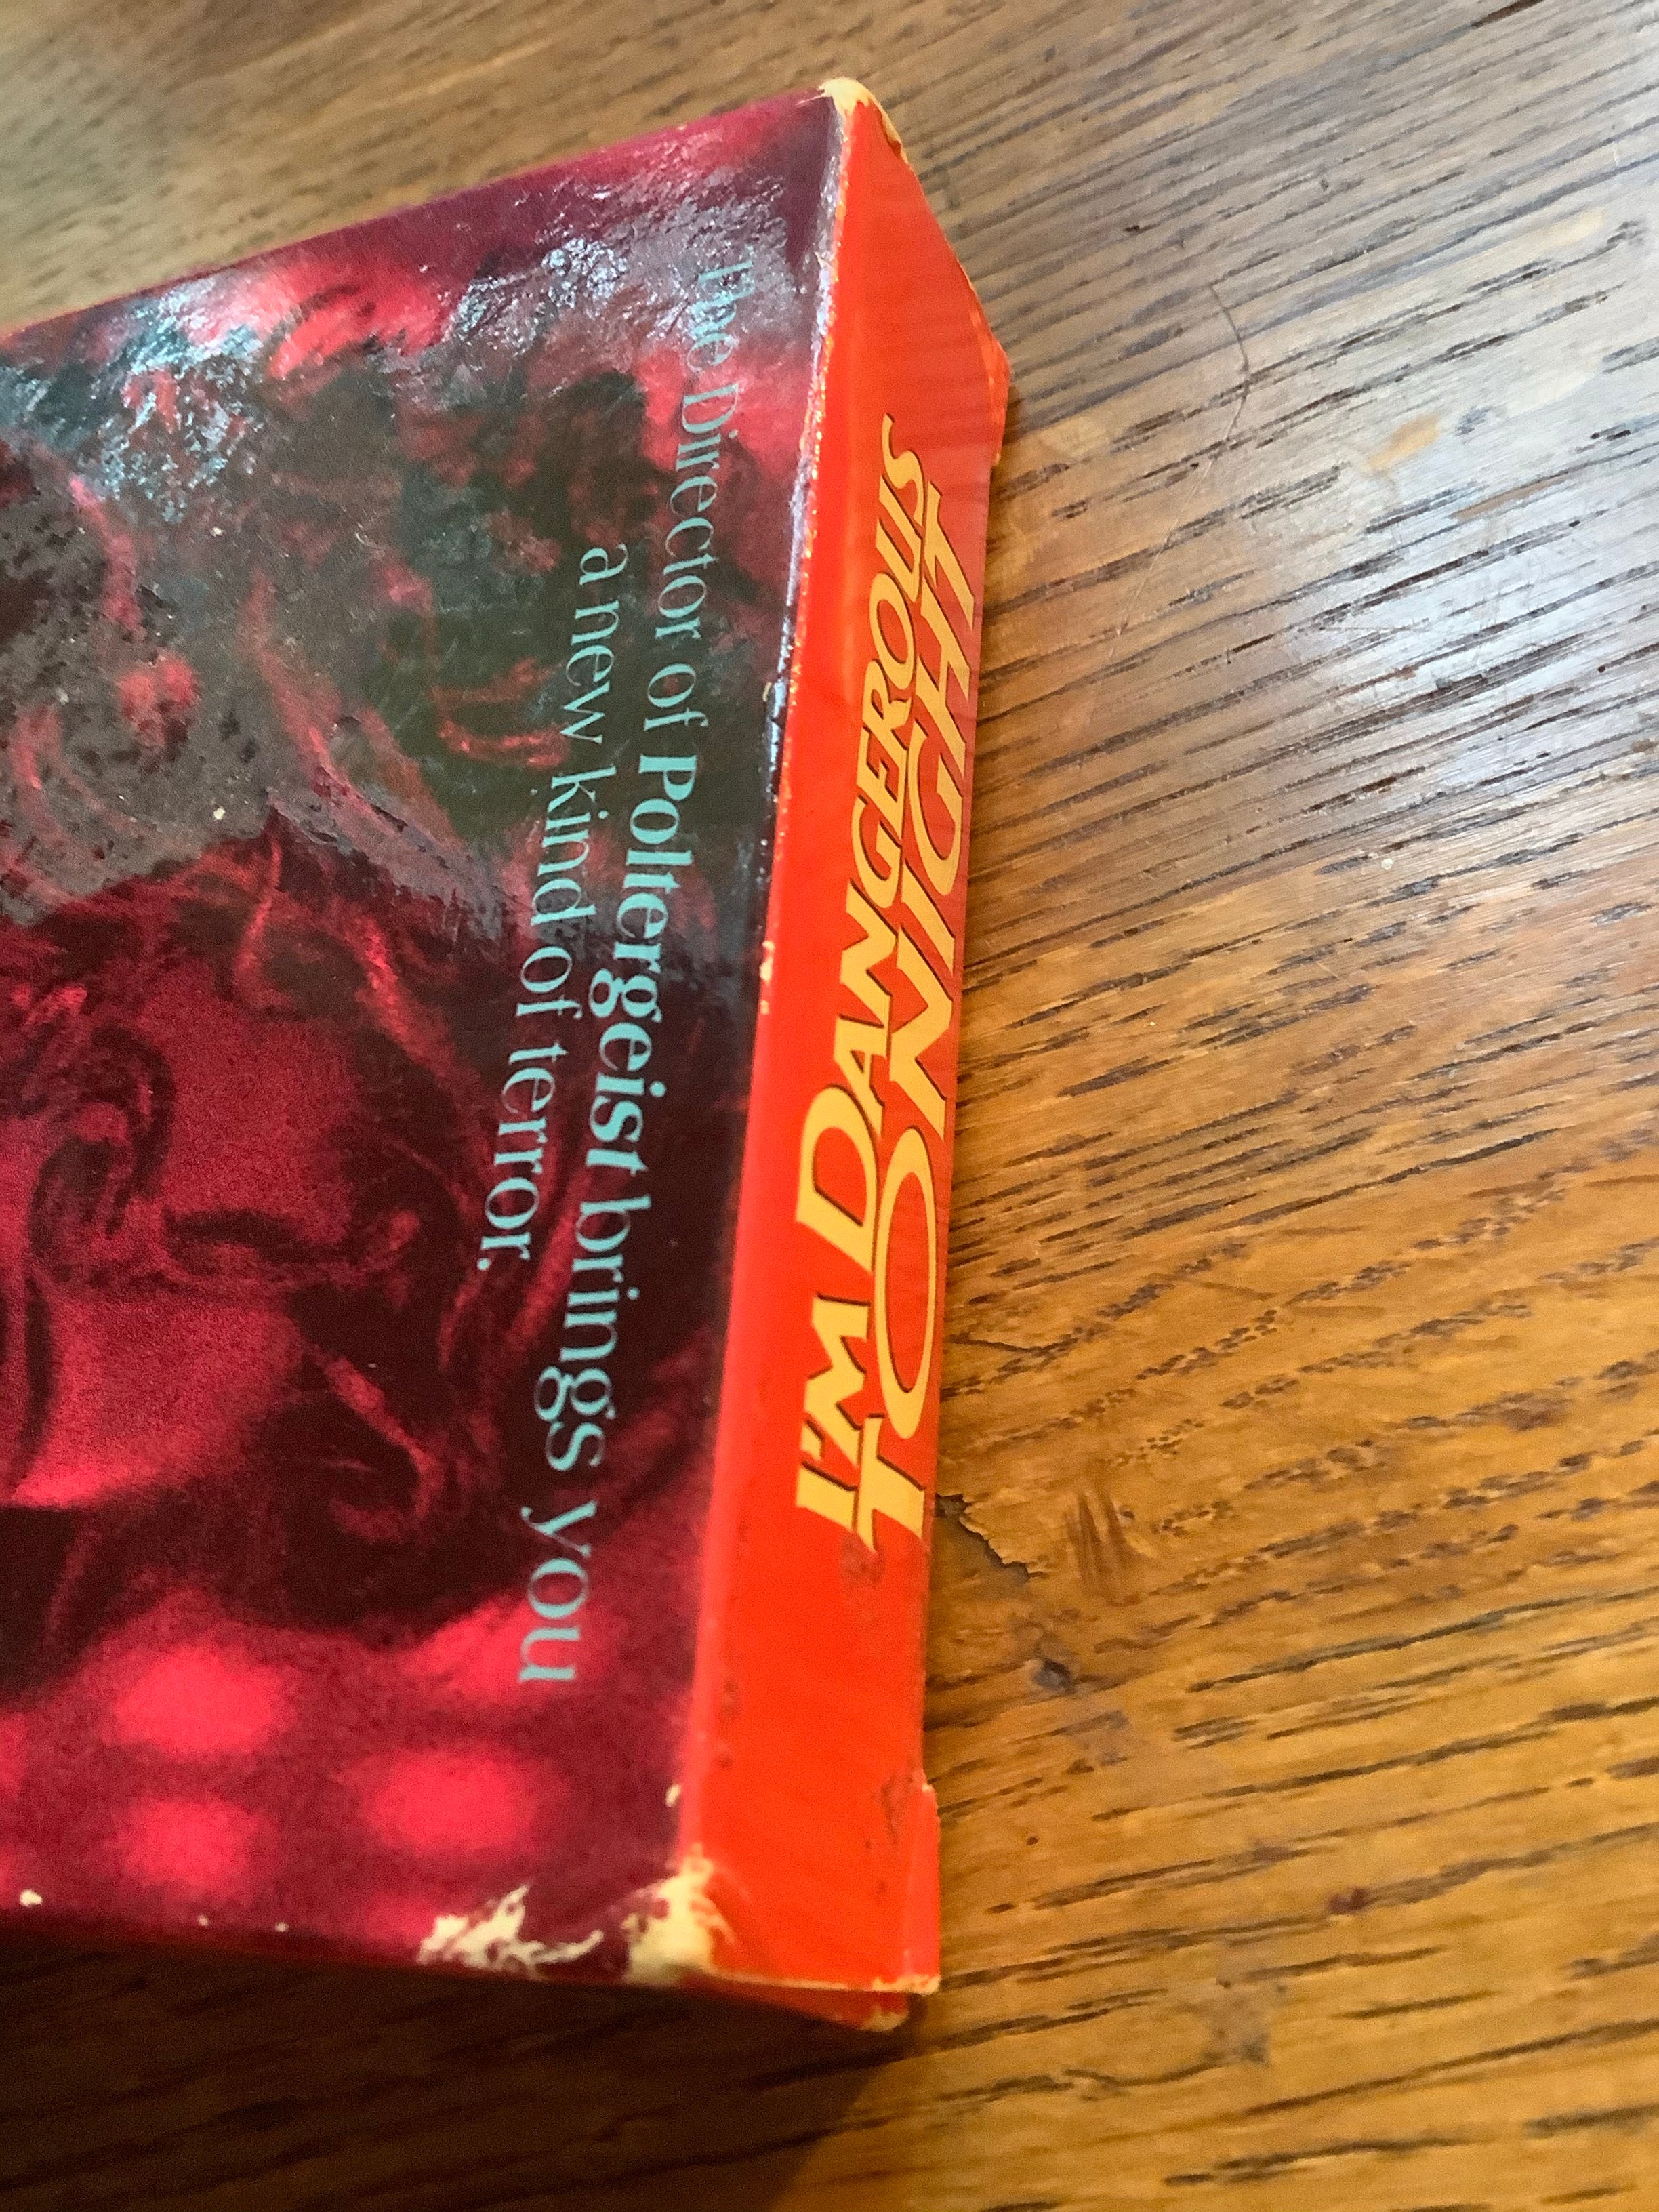 The Director of Poltergeist brings you
a new kind of terror.
I'M DANGEROUS
TONIGHT